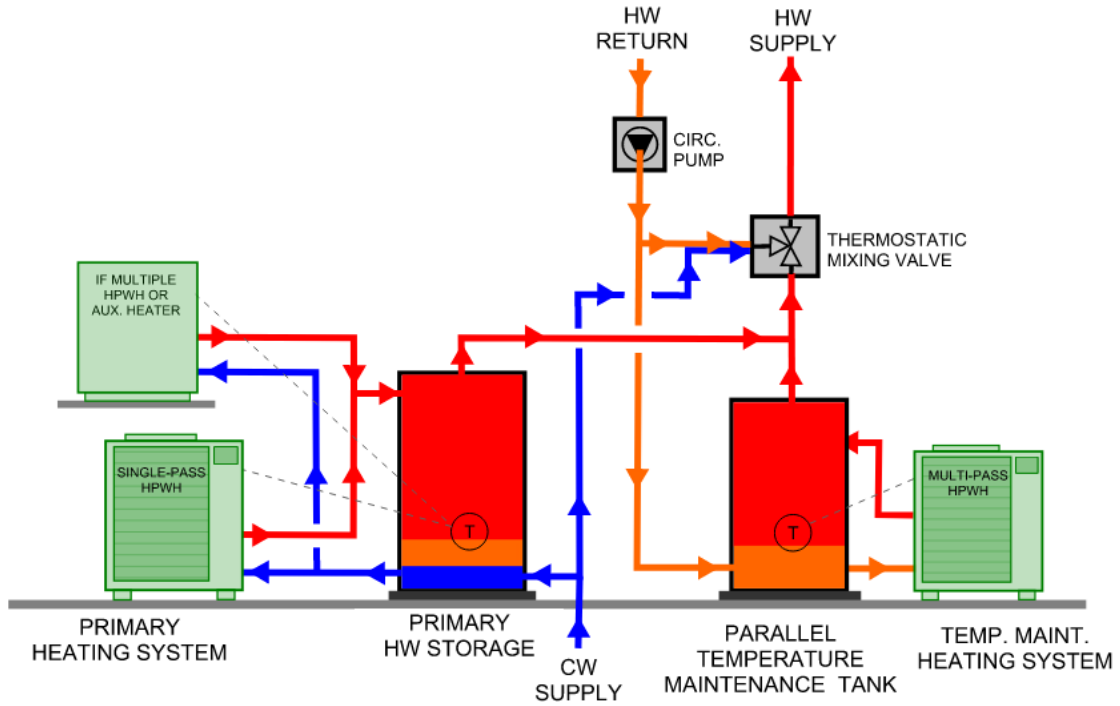 HW
RETURN
HW
SUPPLY
CIRC.
PUMP
THERMOSTATIC
MIXING VALVE
IF MULTIPLE
HPWH OR
AUX. HEATER
SINGLE-PASS
HPWH
T
T
MULTI-PASS
HPWH
PRIMARY
HEATING SYSTEM
PRIMARY
HW STORAGE
CW
SUPPLY
PARALLEL
TEMPERATURE
MAINTENANCE TANK
TEMP. MAINT.
HEATING SYSTEM